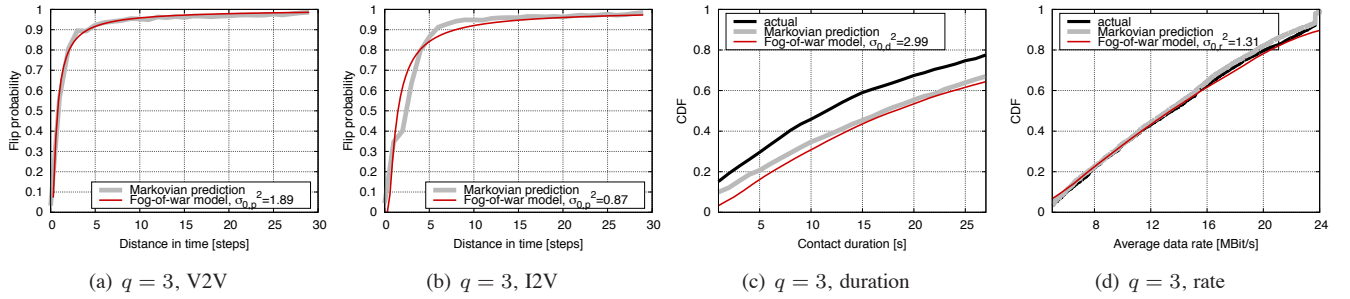 Flip probability
1
0.9
0.8
0.7
0.6
0.5
0.4
0.3
0.2
0.1
0
Markovian prediction
Fog-of-war model, σ₀,ₚ²=1.89
0 5 10 15 20 25 30
Distance in time [steps]
(a) q = 3, V2V
Flip probability
1
0.9
0.8
0.7
0.6
0.5
0.4
0.3
0.2
0.1
0
Markovian prediction
Fog-of-war model, σ₀,ₚ²=0.87
0 5 10 15 20 25 30
Distance in time [steps]
(b) q = 3, I2V
CDF
1
0.8
0.6
0.4
0.2
0
actual
Markovian prediction
Fog-of-war model, σ₀,d²=2.99
5 10 15 20 25
Contact duration [s]
(c) q = 3, duration
CDF
1
0.8
0.6
0.4
0.2
0
actual
Markovian prediction
Fog-of-war model, σ₀,ᵣ²=1.31
8 12 16 20 24
Average data rate [MBit/s]
(d) q = 3, rate